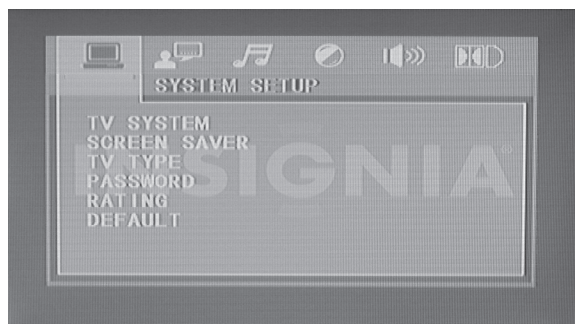 SYSTEM SETUP
TV SYSTEM
SCREEN SAVER
TV TYPE
PASSWORD
RATING
DEFAULT
INSIGNIA®